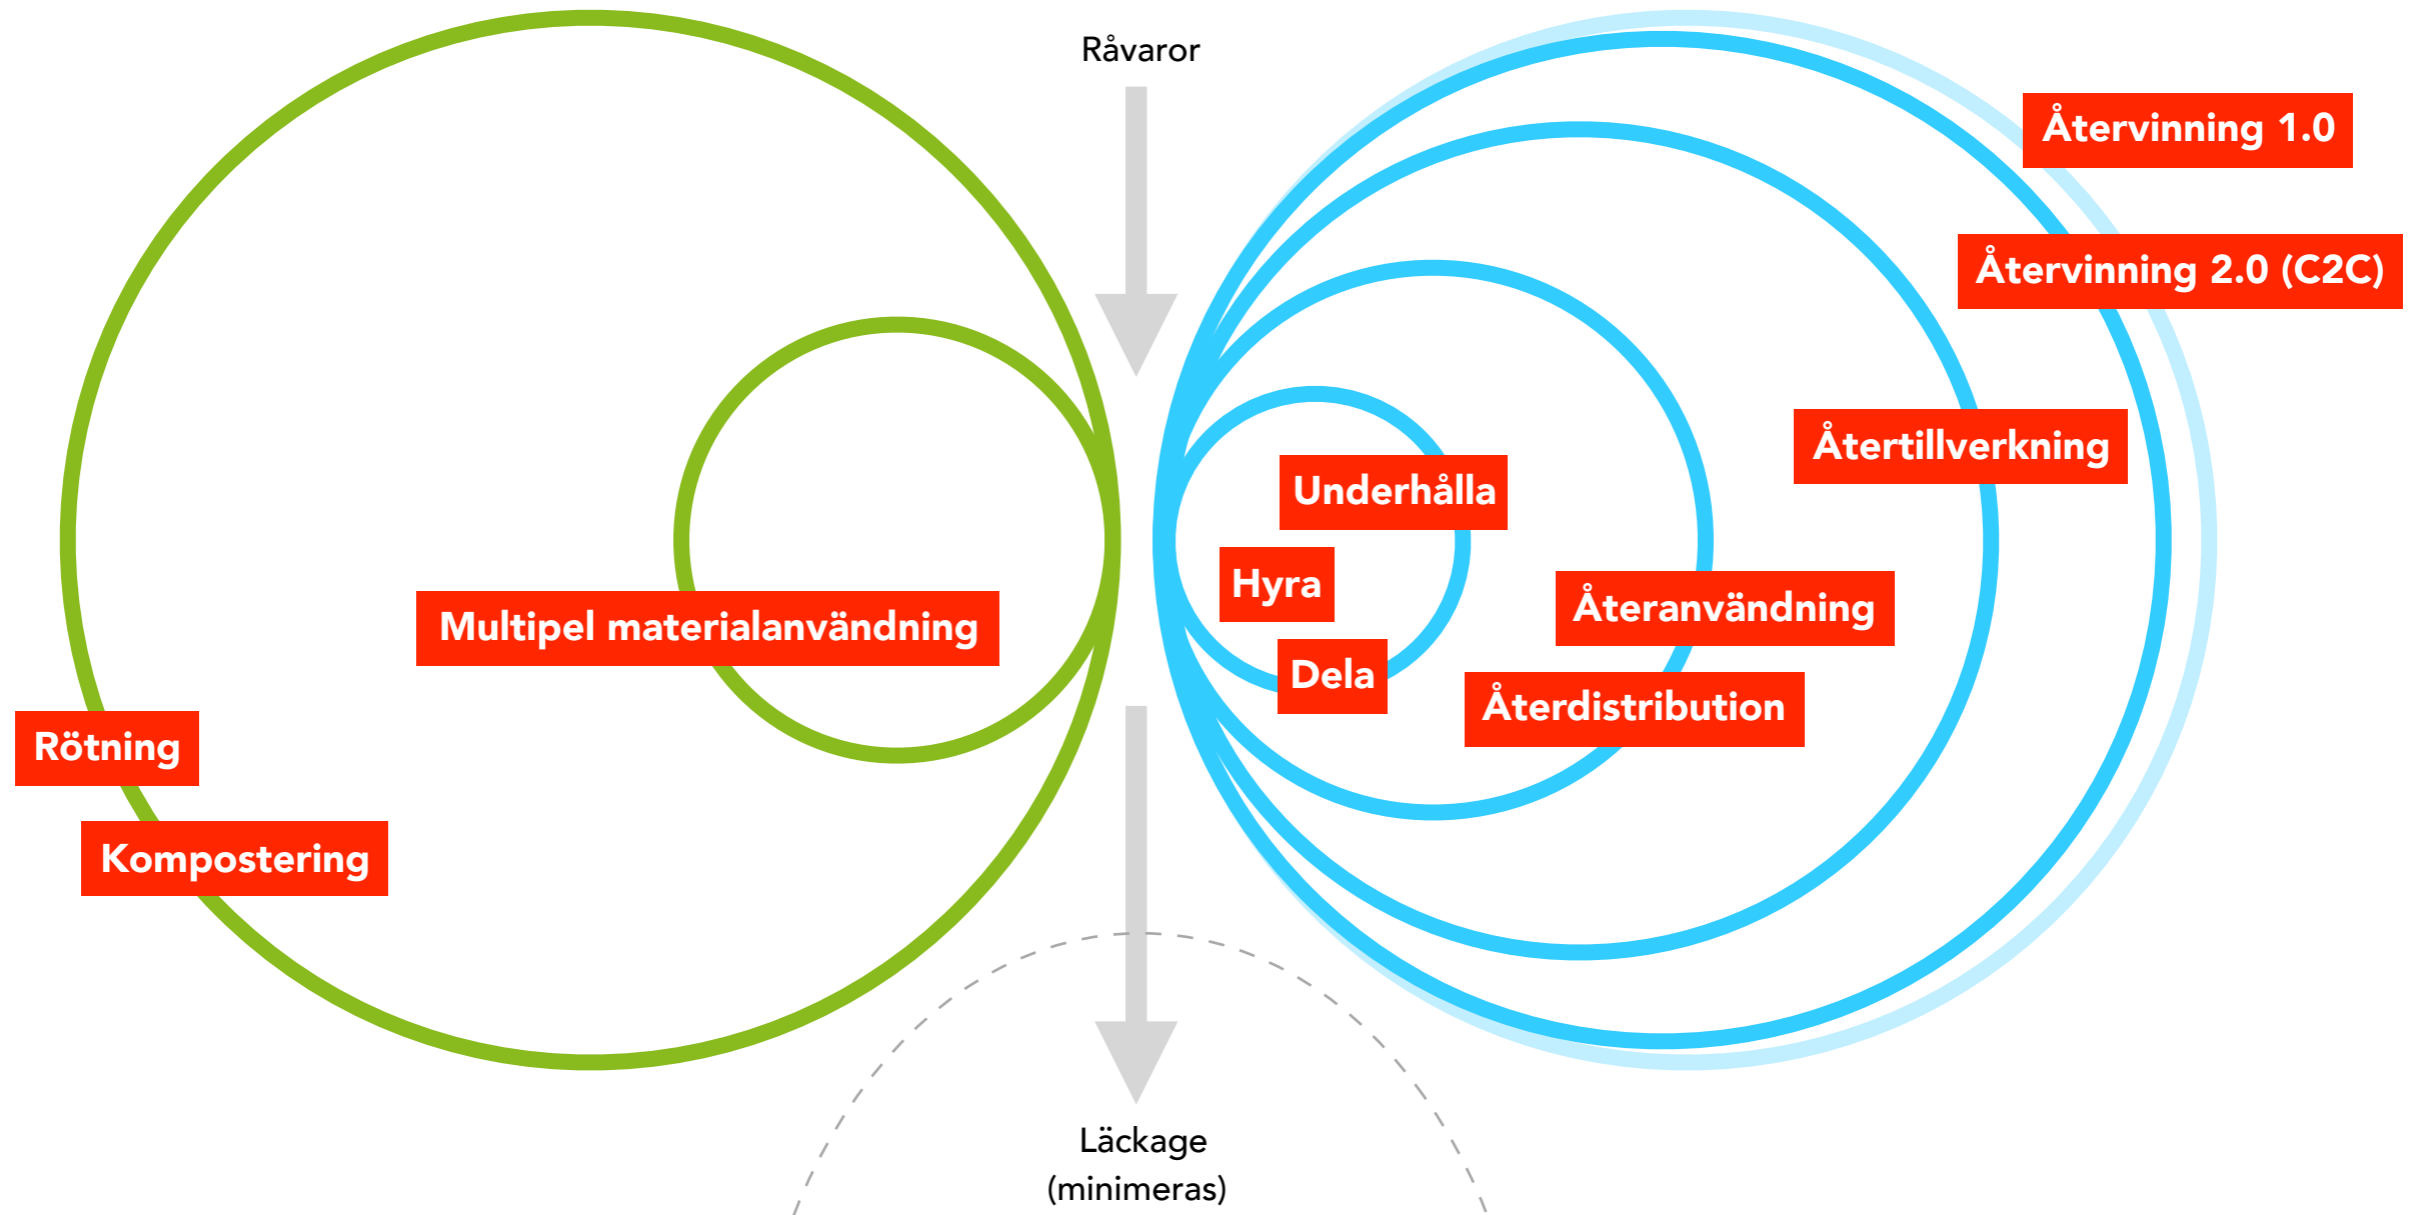 Råvaror
Återvinning 1.0
Återvinning 2.0 (C2C)
Återtillverkning
Underhålla
Hyra
Återanvändning
Multipel materialanvändning
Dela
Återdistribution
Rötning
Kompostering
Läckage
(minimeras)